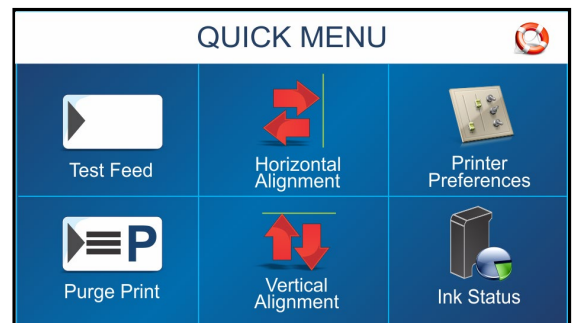 QUICK MENU
Test Feed
Horizontal
Alignment
Printer
Preferences
P
Purge Print
Vertical
Alignment
Ink Status